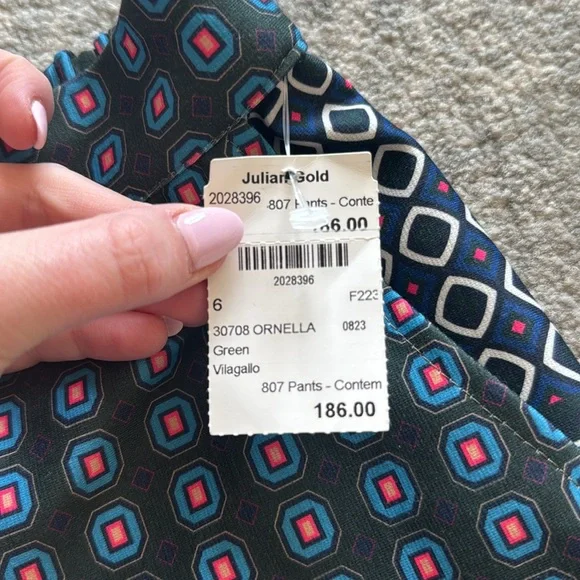 Julian Gold
2028396 807 Pants - Conte
186.00
2028396
6 F223
30708 ORNELLA 0823
Green
Vilagallo
807 Pants - Contem
186.00